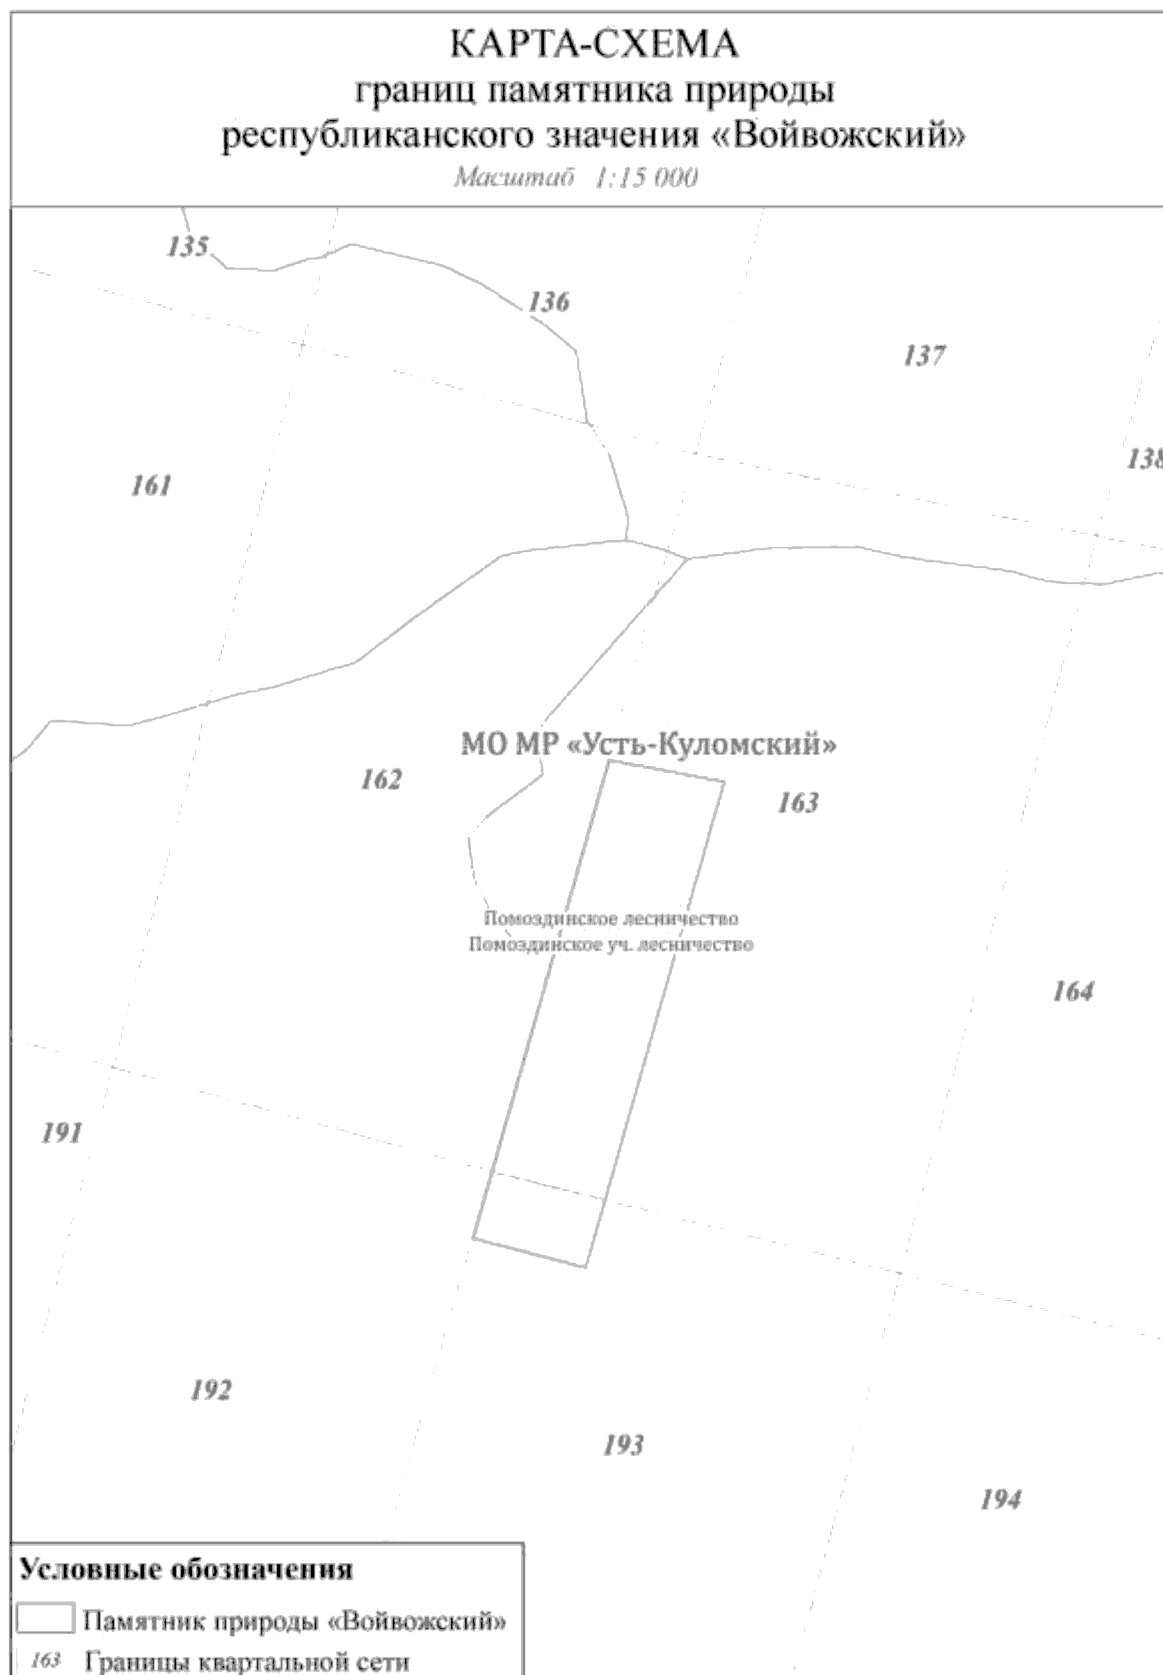 КАРТА-СХЕМА
границ памятника природы
республиканского значения «Войвожский»
Масштаб 1:15 000
135
136
137
138
161
МО МР «Усть-Куломский»
162
163
Помоздинское лесничество
Помоздинское уч. лесничество
164
191
192
193
194
Условные обозначения
Памятник природы «Войвожский»
163 Границы квартальной сети